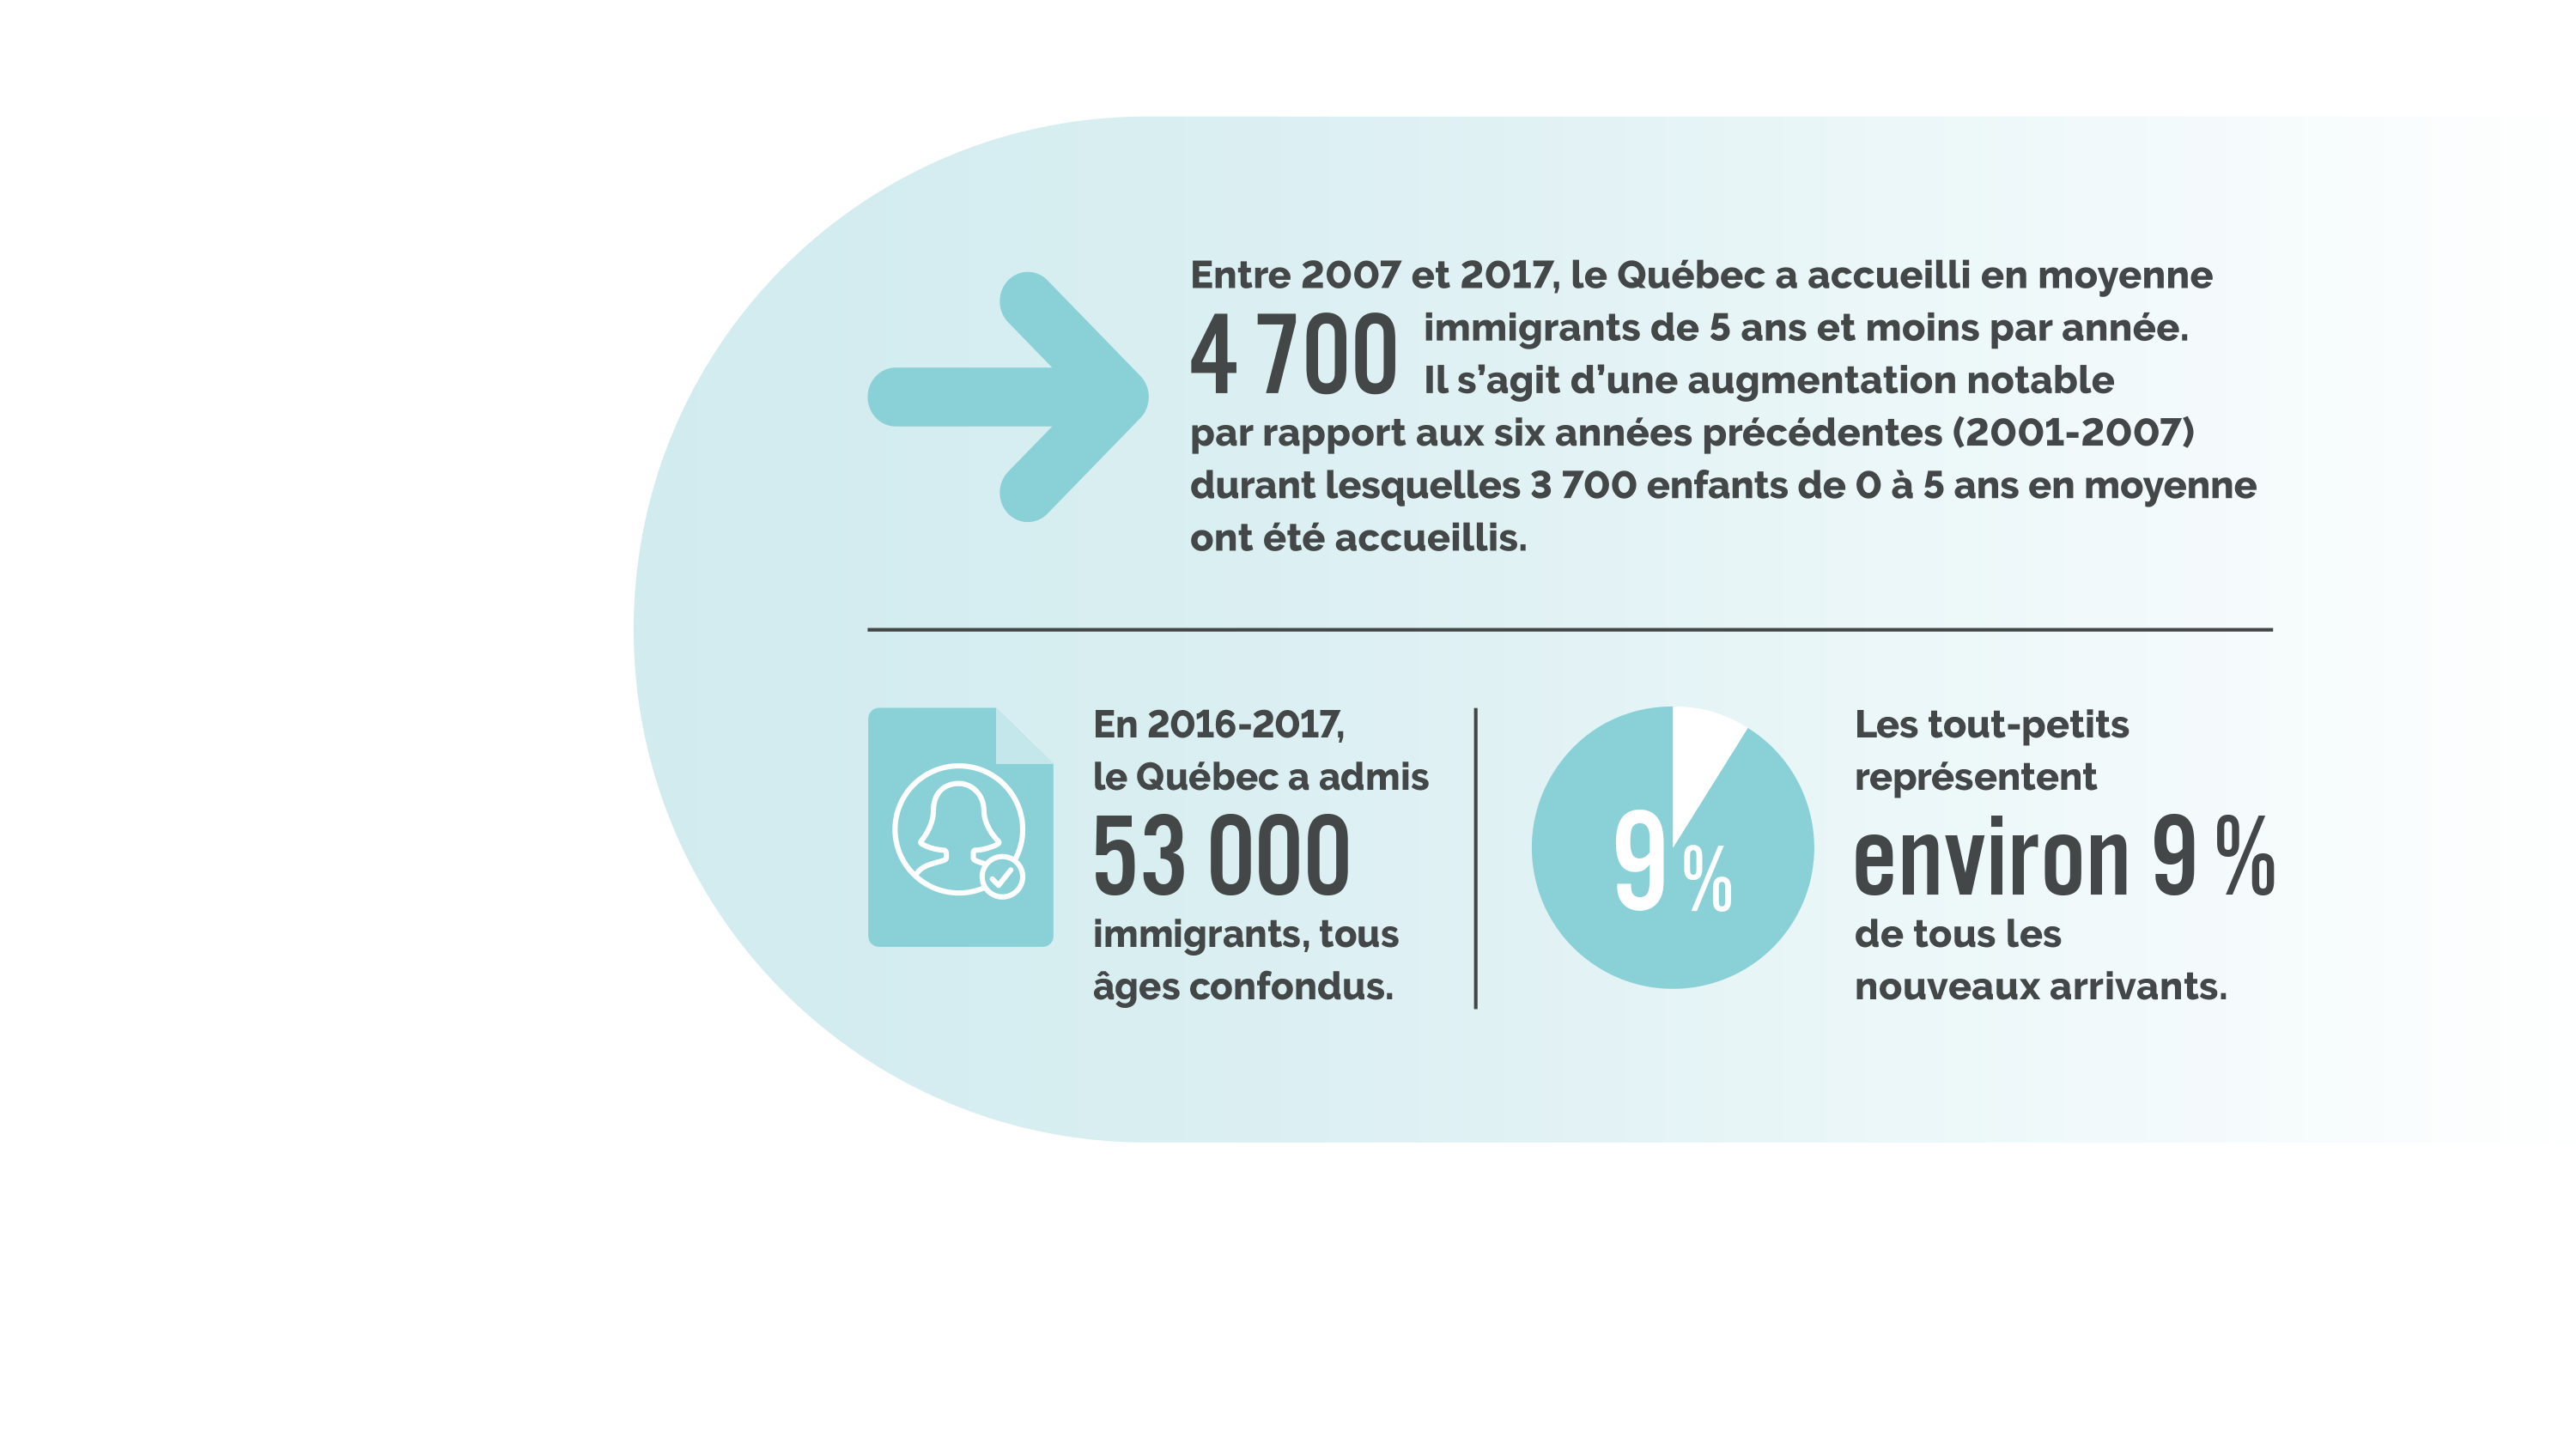 Entre 2007 et 2017, le Québec a accueilli en moyenne
4 700 immigrants de 5 ans et moins par année.
Il s’agit d’une augmentation notable
par rapport aux six années précédentes (2001-2007)
durant lesquelles 3 700 enfants de 0 à 5 ans en moyenne
ont été accueillis.
En 2016-2017,
le Québec a admis
53 000
immigrants, tous
âges confondus.
9 %
Les tout-petits
représentent
environ 9 %
de tous les
nouveaux arrivants.